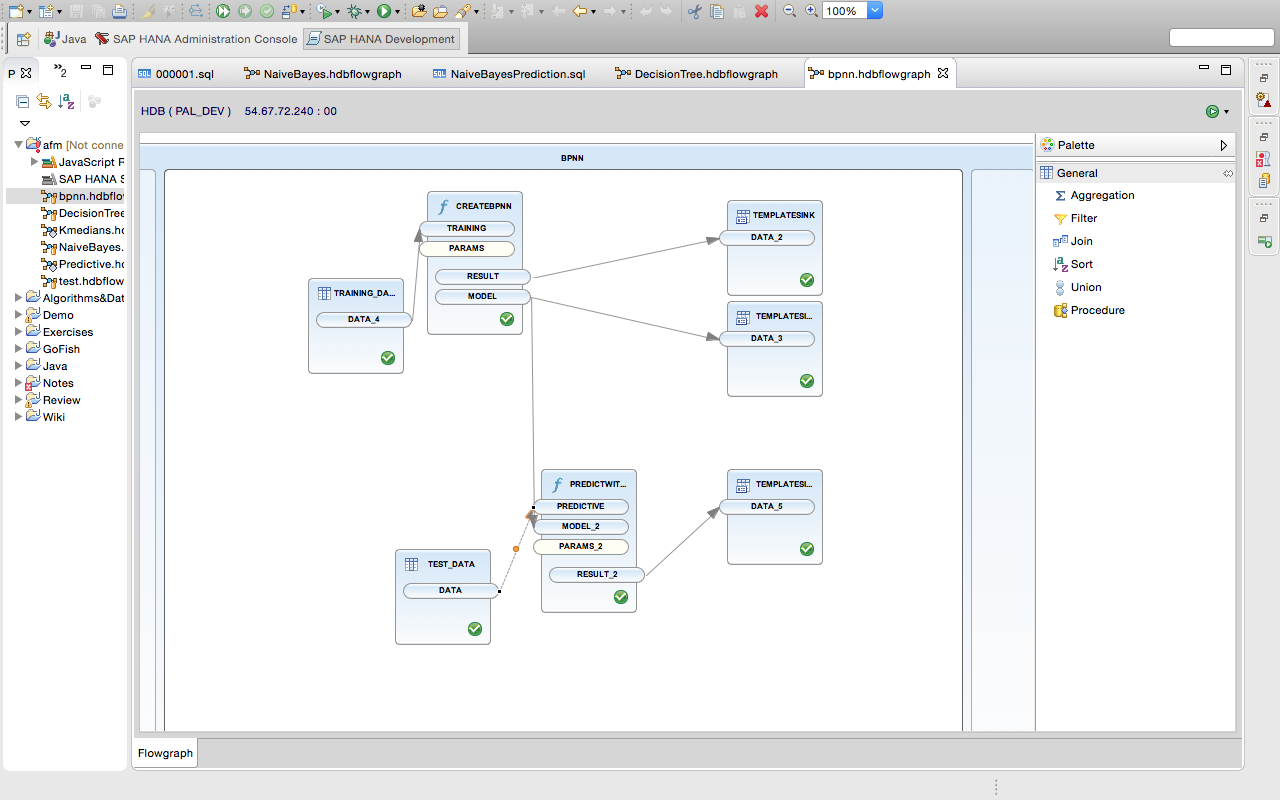 100%
Java
SAP HANA Administration Console
SAP HANA Development
P
2
000001.sql
NaiveBayes.hdbflowgraph
NaiveBayesPrediction.sql
DecisionTree.hdbflowgraph
bpnn.hdbflowgraph
HDB ( PAL_DEV ) 54.67.72.240 : 00
afm [Not conne
JavaScript R
SAP HANA S
bpnn.hdbflow
DecisionTree
Kmedians.hd
NaiveBayes.
Predictive.hd
test.hdbflow
Algorithms&Dat
Demo
Exercises
GoFish
Java
Notes
Review
Wiki
BPNN
CREATEBPNN
TRAINING
PARAMS
RESULT
MODEL
TRAINING_DA...
DATA_4
TEMPLATESINK
DATA_2
TEMPLATESI...
DATA_3
PREDICTWIT...
PREDICTIVE
MODEL_2
PARAMS_2
RESULT_2
TEMPLATESI...
DATA_5
TEST_DATA
DATA
Palette
General
Aggregation
Filter
Join
Sort
Union
Procedure
Flowgraph